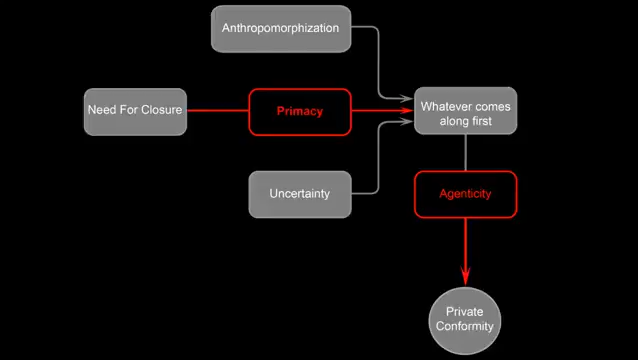 Anthropomorphization
Need For Closure
Primacy
Whatever comes
along first
Uncertainty
Agenticity
Private
Conformity